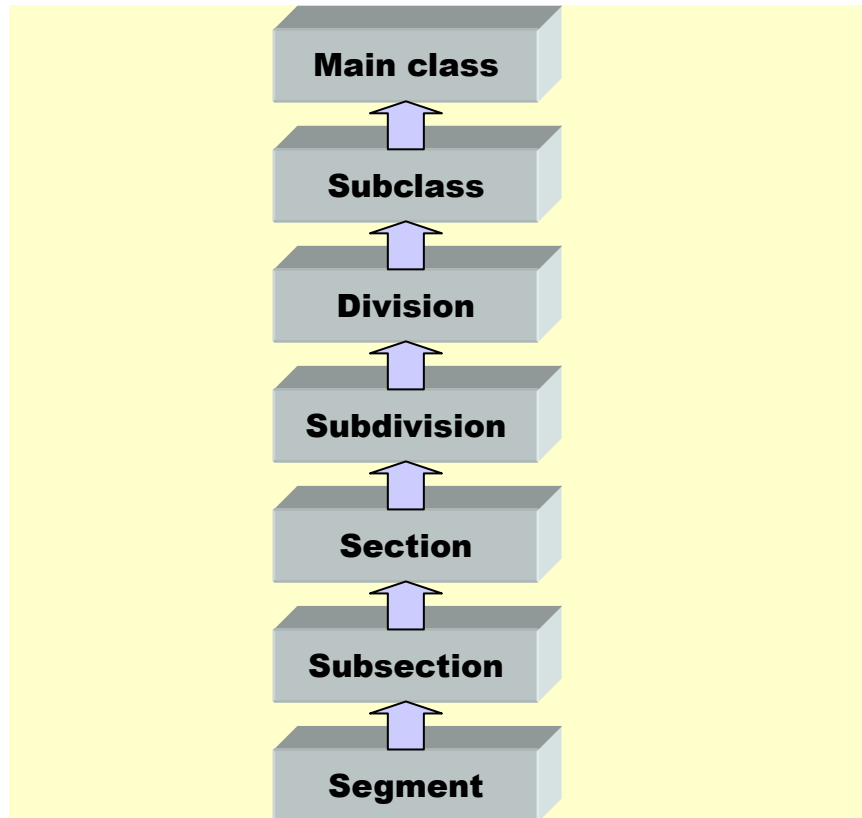 Main class
Subclass
Division
Subdivision
Section
Subsection
Segment